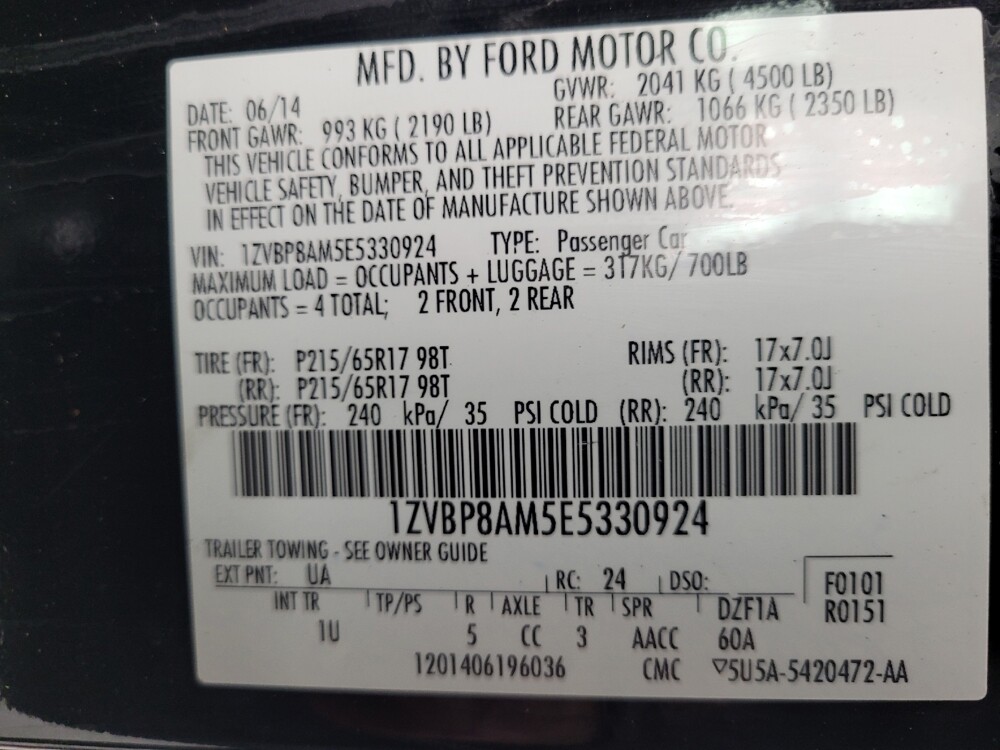 MFD. BY FORD MOTOR CO.
DATE: 06/14 GVWR: 2041 KG ( 4500 LB)
FRONT GAWR: 993 KG ( 2190 LB) REAR GAWR: 1066 KG ( 2350 LB)
THIS VEHICLE CONFORMS TO ALL APPLICABLE FEDERAL MOTOR
VEHICLE SAFETY, BUMPER, AND THEFT PREVENTION STANDARDS
IN EFFECT ON THE DATE OF MANUFACTURE SHOWN ABOVE.
VIN: 1ZVBP8AM5E5330924 TYPE: Passenger Car
MAXIMUM LOAD = OCCUPANTS + LUGGAGE = 317KG/ 700LB
OCCUPANTS = 4 TOTAL; 2 FRONT, 2 REAR
TIRE (FR): P215/65R17 98T RIMS (FR): 17x7.0J
(RR): P215/65R17 98T (RR): 17x7.0J
PRESSURE (FR): 240 kPa/ 35 PSI COLD (RR): 240 kPa/ 35 PSI COLD
1ZVBP8AM5E5330924
TRAILER TOWING - SEE OWNER GUIDE
EXT PNT: UA RC: 24 DSO: F0101
INT TR TP/PS R AXLE TR SPR DZF1A R0151
1U 5 CC 3 AACC 60A
1201406196036 CMC ▽5U5A-5420472-AA